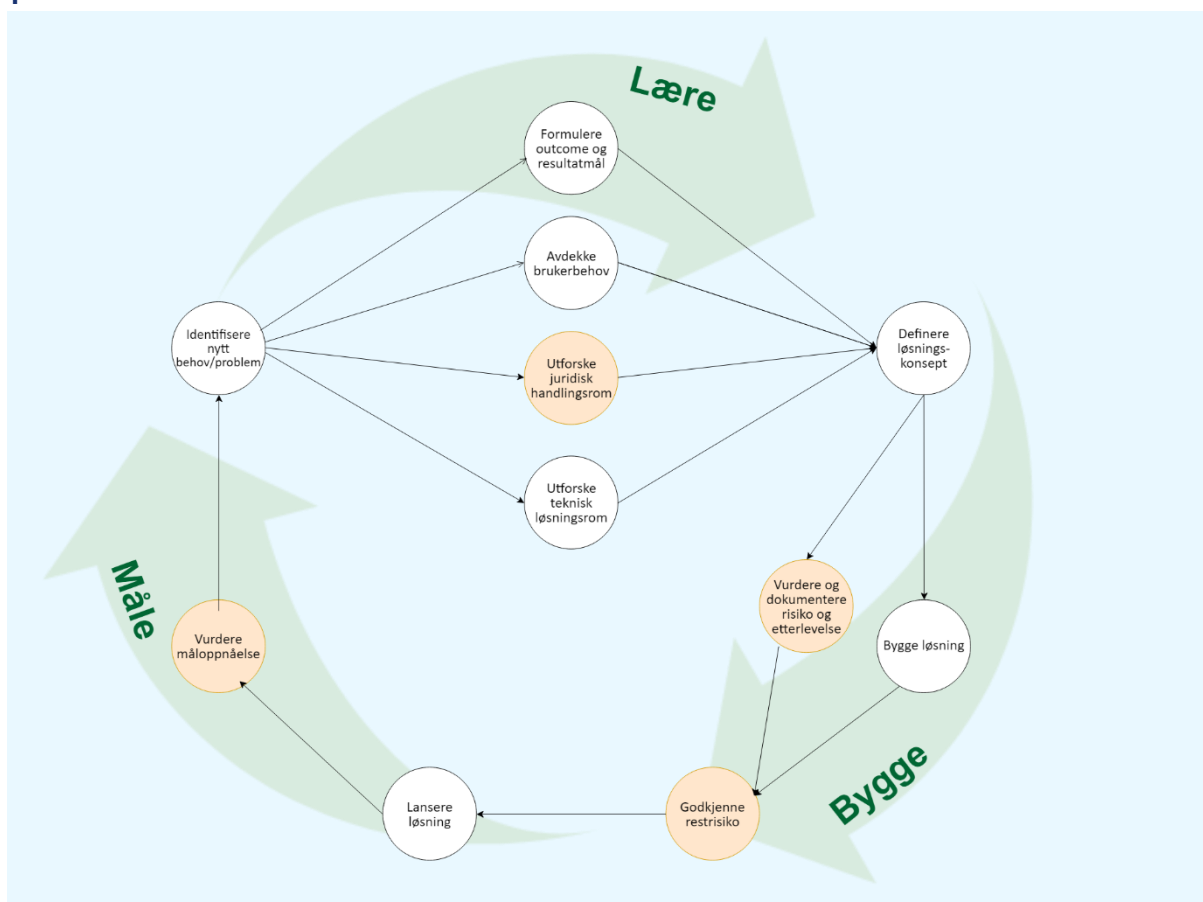 Lære
Formulere
outcome og
resultatmål
Avdekke
brukerbehov
Identifisere
nytt
behov/problem
Utforske
juridisk
handlingsrom
Definere
løsnings-
konsept
Utforske
teknisk
løsningsrom
Måle
Vurdere
måloppnåelse
Vurdere og
dokumentere
risiko og
etterlevelse
Bygge løsning
Bygge
Lansere
løsning
Godkjenne
restrisiko